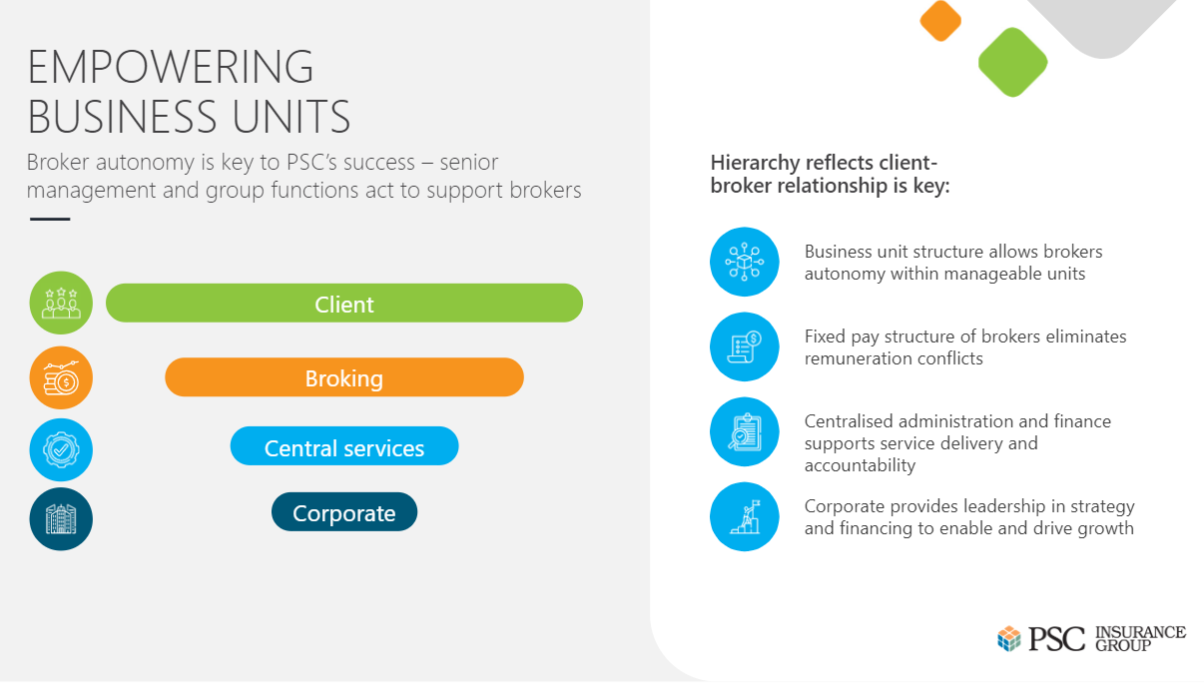 EMPOWERING
BUSINESS UNITS
Broker autonomy is key to PSC’s success – senior
management and group functions act to support brokers
Client
Broking
Central services
Corporate
Hierarchy reflects client-
broker relationship is key:
Business unit structure allows brokers
autonomy within manageable units
Fixed pay structure of brokers eliminates
remuneration conflicts
Centralised administration and finance
supports service delivery and
accountability
Corporate provides leadership in strategy
and financing to enable and drive growth
PSC INSURANCE
GROUP